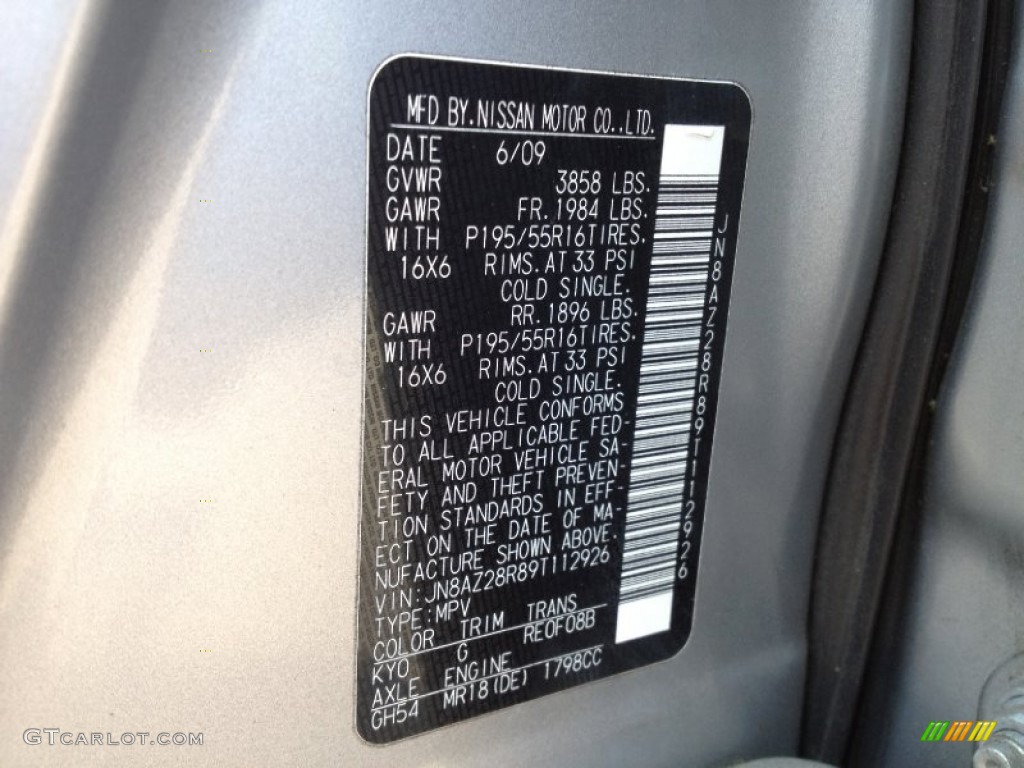 MFD BY.NISSAN MOTOR CO.,LTD.
DATE 6/09
GVWR 3858 LBS.
GAWR FR. 1984 LBS.
WITH P195/55R16TIRES.
16X6 RIMS. AT 33 PSI
COLD SINGLE.
GAWR RR. 1896 LBS.
WITH P195/55R16TIRES.
16X6 RIMS. AT 33 PSI
COLD SINGLE.
THIS VEHICLE CONFORMS
TO ALL APPLICABLE FED-
ERAL MOTOR VEHICLE SA-
FETY AND THEFT PREVEN-
TION STANDARDS IN EFF-
ECT ON THE DATE OF MA-
NUFACTURE SHOWN ABOVE.
VIN:JN8AZ28R89T112926
TYPE:MPV
COLOR TRIM TRANS
KYO G RE0F08B
AXLE ENGINE
GH54 MR18(DE) 1798CC
JN8AZ28R89T112926
GTCARLOT.COM